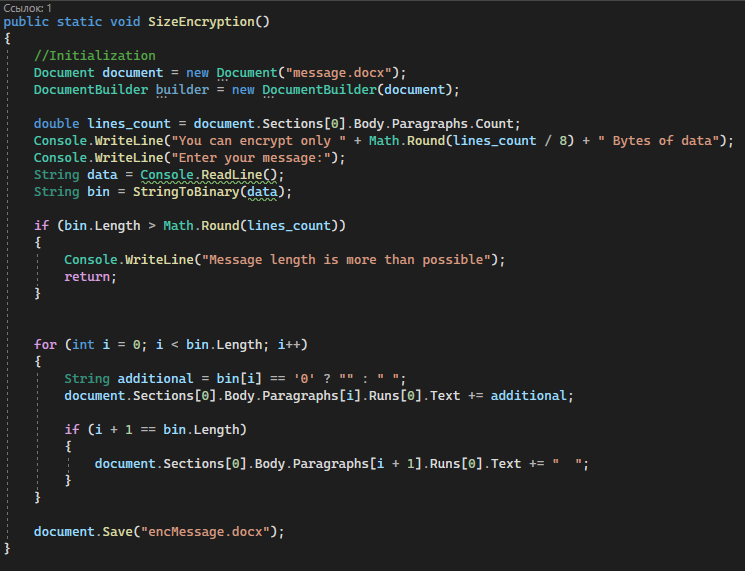 Ссылок: 1
public static void SizeEncryption()
{
    //Initialization
    Document document = new Document("message.docx");
    DocumentBuilder builder = new DocumentBuilder(document);

    double lines_count = document.Sections[0].Body.Paragraphs.Count;
    Console.WriteLine("You can encrypt only " + Math.Round(lines_count / 8) + " Bytes of data");
    Console.WriteLine("Enter your message:");
    String data = Console.ReadLine();
    String bin = StringToBinary(data);

    if (bin.Length > Math.Round(lines_count))
    {
        Console.WriteLine("Message length is more than possible");
        return;
    }


    for (int i = 0; i < bin.Length; i++)
    {
        String additional = bin[i] == '0' ? "" : " ";
        document.Sections[0].Body.Paragraphs[i].Runs[0].Text += additional;

        if (i + 1 == bin.Length)
        {
            document.Sections[0].Body.Paragraphs[i + 1].Runs[0].Text += "  ";
        }
    }

    document.Save("encMessage.docx");
}